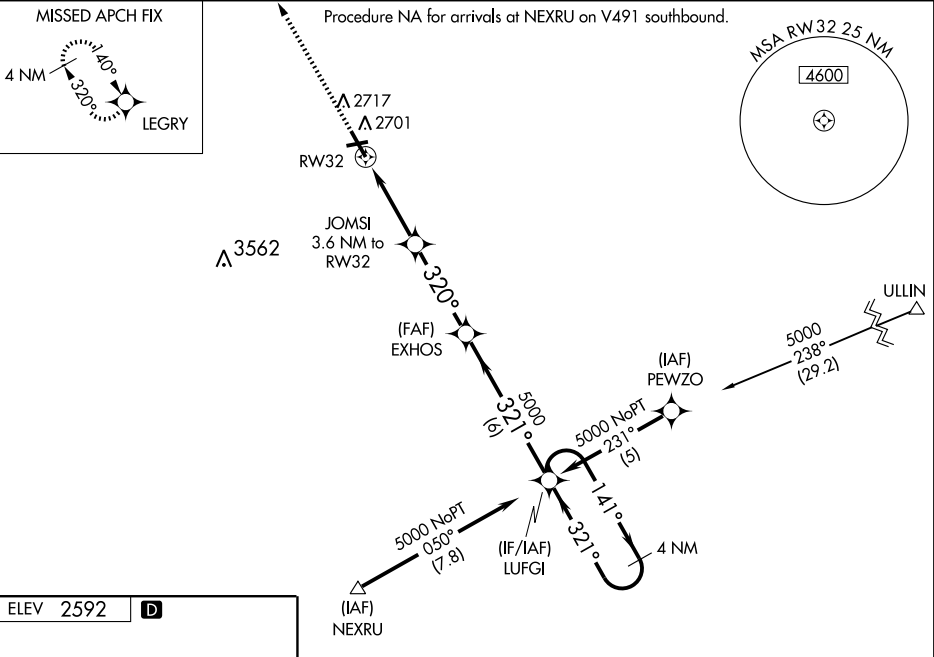 MISSED APCH FIX
4 NM
140°
320°
LEGRY
Procedure NA for arrivals at NEXRU on V491 southbound.
MSA RW32 25 NM
4600
2717
2701
RW32
JOMSI
3.6 NM to
RW32
3562
320°
(FAF)
EXHOS
ULLIN
5000
238°
(29.2)
(IAF)
PEWZO
5000
321°
(6)
5000 NoPT
231°
(5)
141°
321°
4 NM
(IF/IAF)
LUFGI
5000 NoPT
050°
(7.8)
(IAF)
NEXRU
ELEV 2592 D